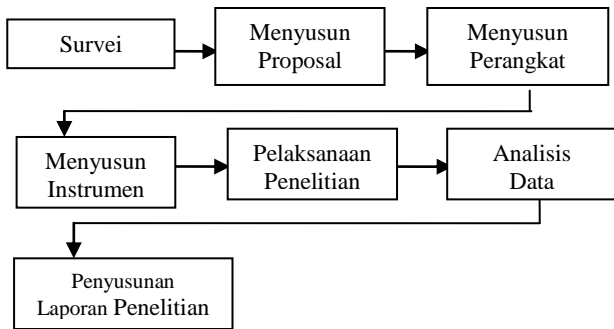 Survei
Menyusun
Proposal
Menyusun
Perangkat
Menyusun
Instrumen
Pelaksanaan
Penelitian
Analisis
Data
Penyusunan
Laporan Penelitian